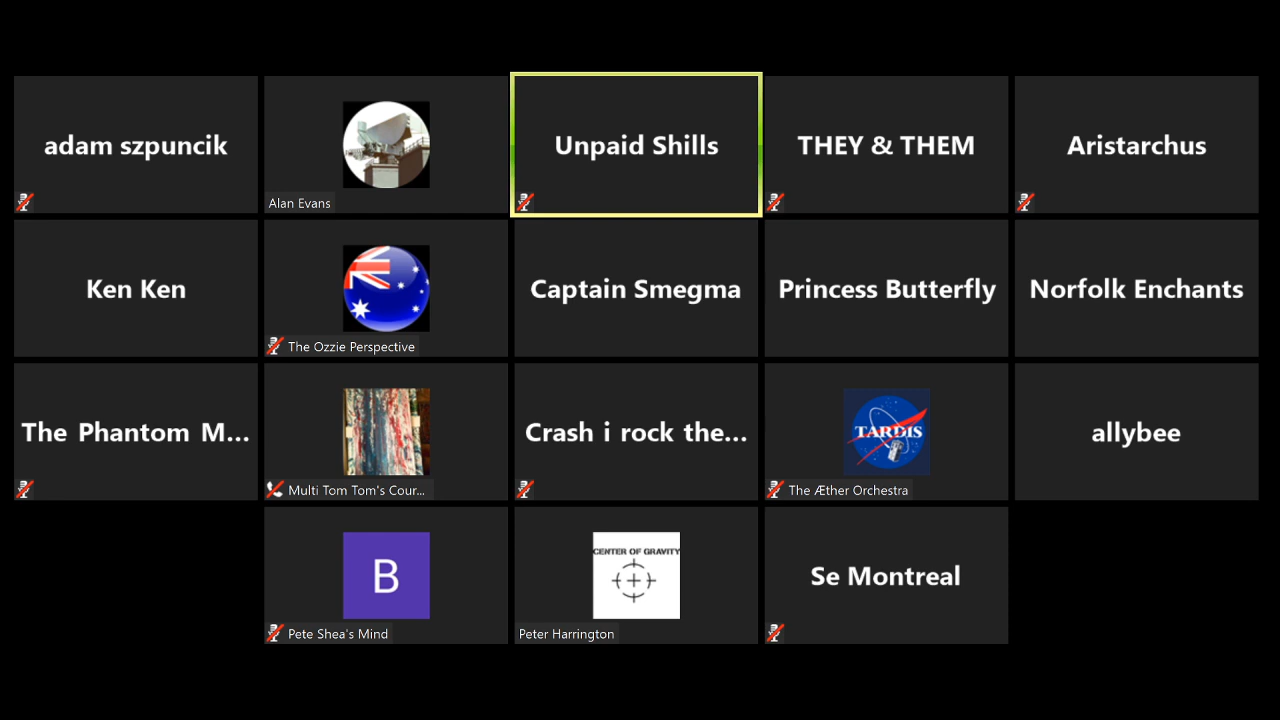 adam szpuncik
Alan Evans
Unpaid Shills
THEY & THEM
Aristarchus
Ken Ken
The Ozzie Perspective
Captain Smegma
Princess Butterfly
Norfolk Enchants
The Phantom M...
Multi Tom Tom's Cour...
Crash i rock the...
TARDIS
The Æther Orchestra
allybee
B
Pete Shea's Mind
CENTER OF GRAVITY
Peter Harrington
Se Montreal